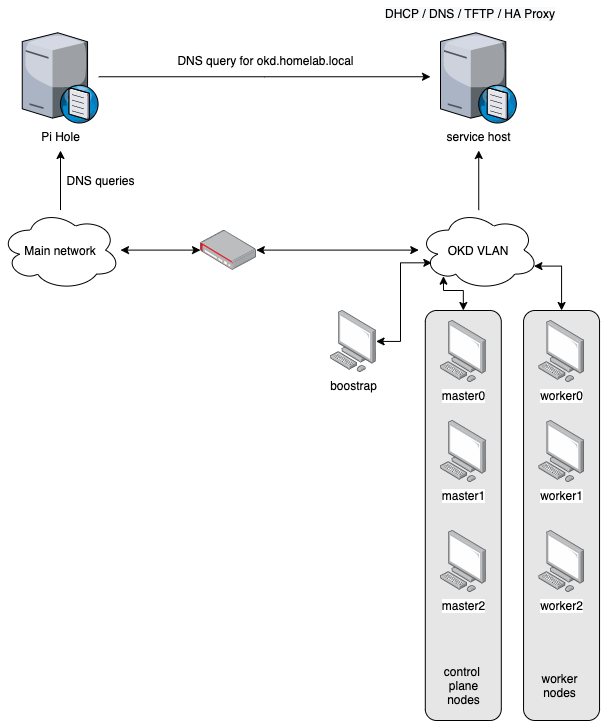 DHCP / DNS / TFTP / HA Proxy
DNS query for okd.homelab.local
Pi Hole
service host
DNS queries
Main network
OKD VLAN
boostrap
master0
worker0
master1
worker1
master2
worker2
control
plane
nodes
worker
nodes